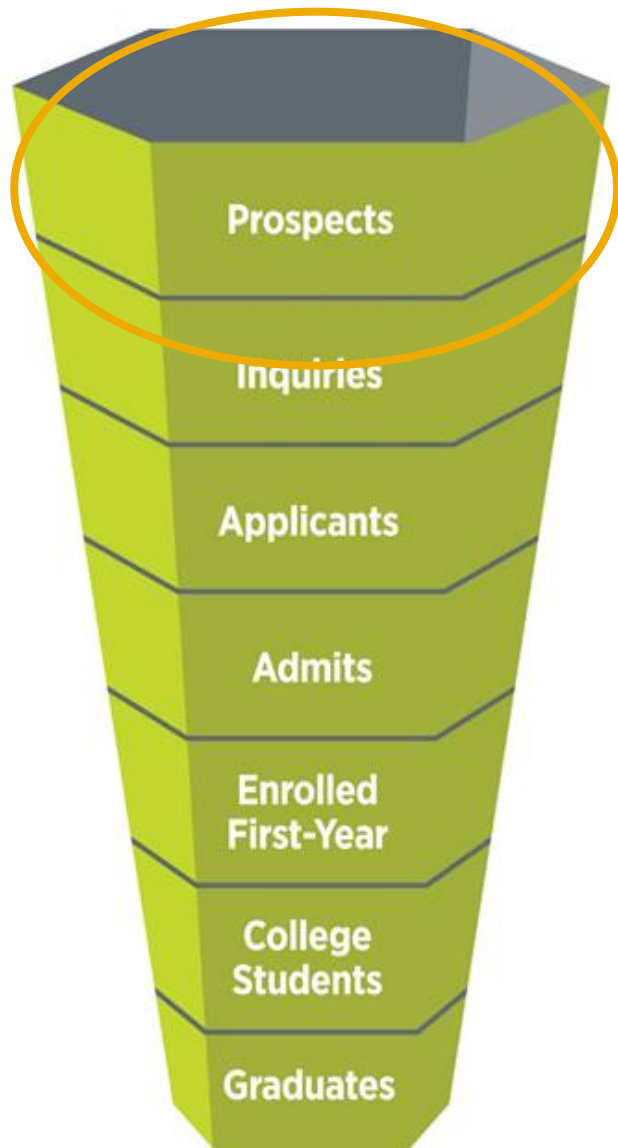 Prospects
Inquiries
Applicants
Admits
Enrolled
First-Year
College
Students
Graduates